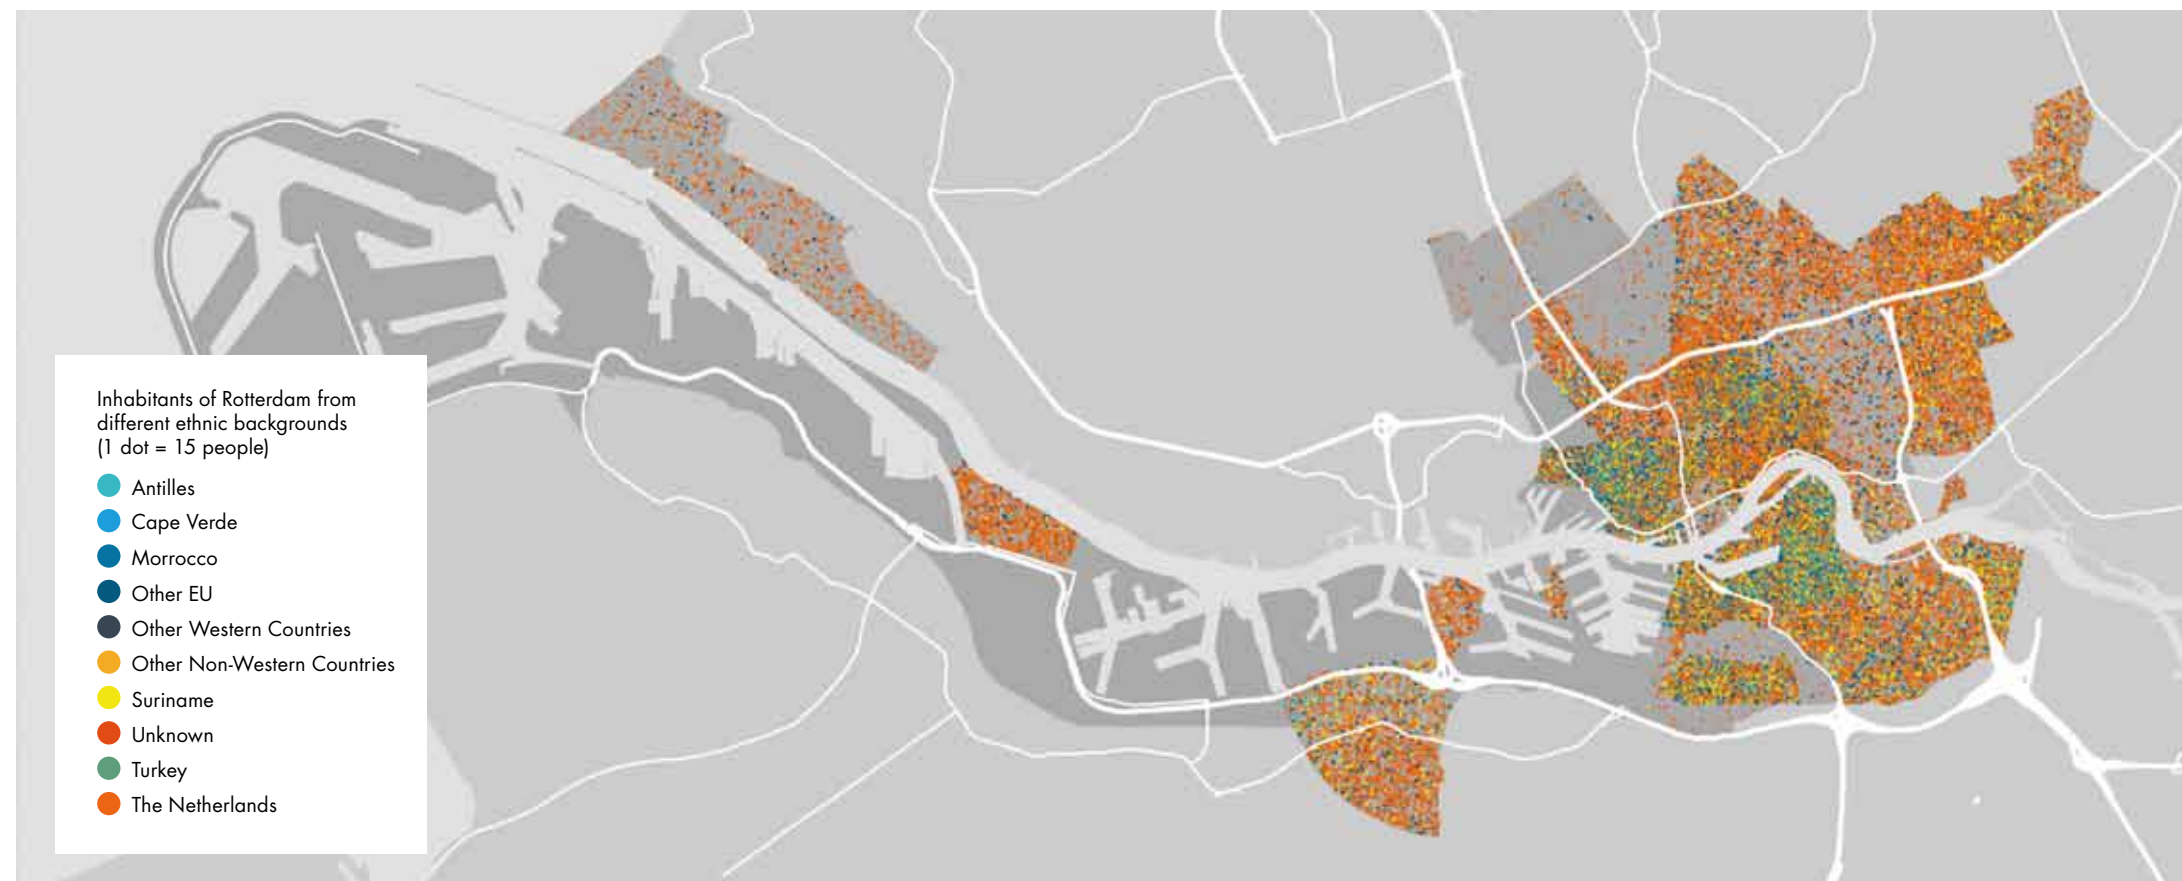 Inhabitants of Rotterdam from
different ethnic backgrounds
(1 dot = 15 people)
Antilles
Cape Verde
Morrocco
Other EU
Other Western Countries
Other Non-Western Countries
Suriname
Unknown
Turkey
The Netherlands